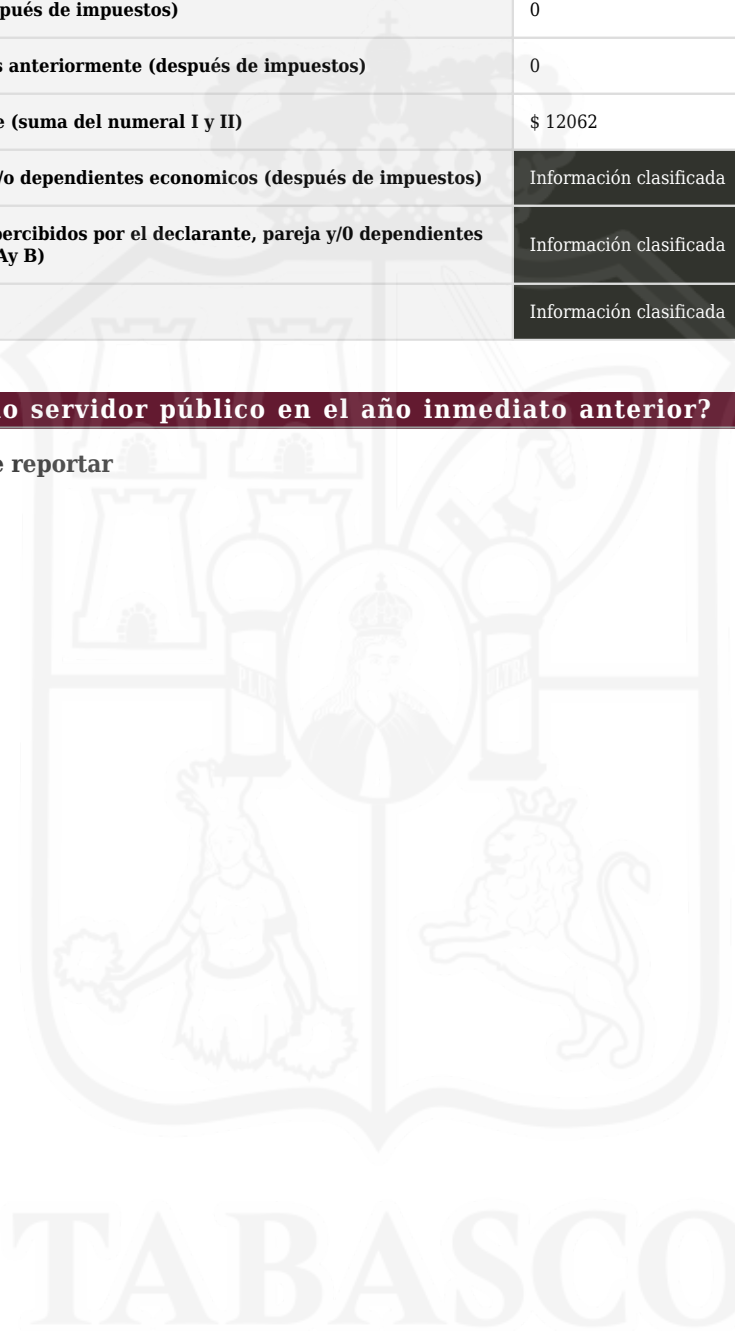 pués de impuestos) 0
s anteriormente (después de impuestos) 0
e (suma del numeral I y II) $ 12062
/o dependientes economicos (después de impuestos) Información clasificada
percibidos por el declarante, pareja y/0 dependientes
Ay B) Información clasificada
Información clasificada
o servidor público en el año inmediato anterior?
e reportar
PLUS ULTRA
TABASCO